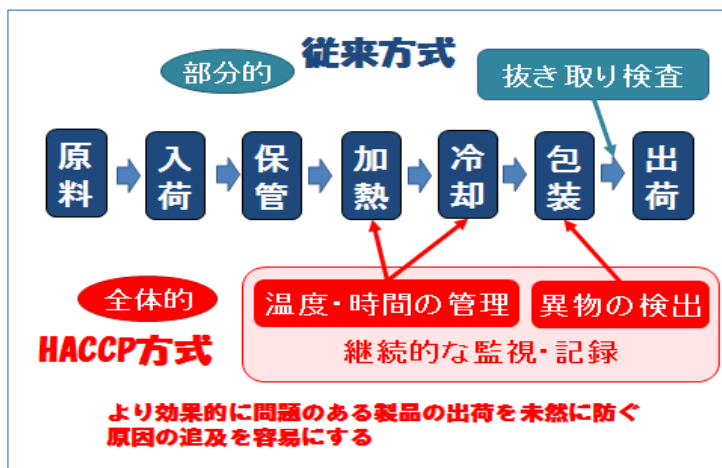 従来方式
部分的
抜き取り検査
原料
入荷
保管
加熱
冷却
包装
出荷
全体的
HACCP方式
温度・時間の管理
異物の検出
継続的な監視・記録
より効果的に問題のある製品の出荷を未然に防ぐ
原因の追及を容易にする